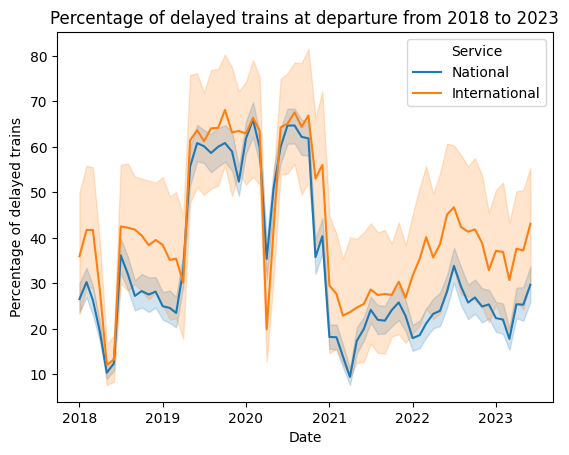 Percentage of delayed trains at departure from 2018 to 2023
Percentage of delayed trains
80
70
60
50
40
30
20
10
Service
National
International
2018 2019 2020 2021 2022 2023
Date